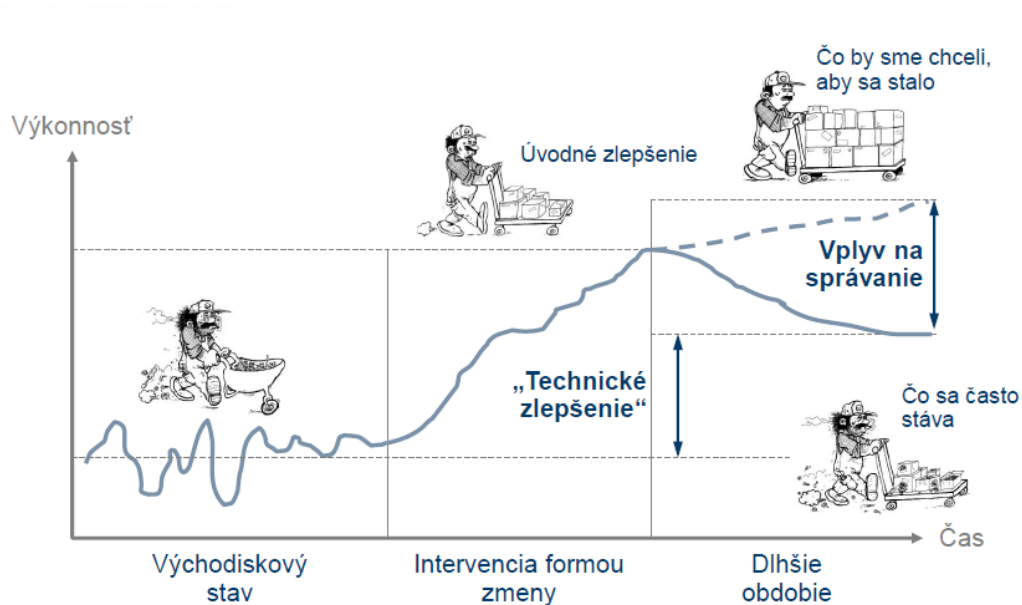 Čo by sme chceli,
aby sa stalo
Výkonnosť
Úvodné zlepšenie
Vplyv na
správanie
„Technické
zlepšenie“
Čo sa často
stáva
Čas
Východiskový
stav
Intervencia formou
zmeny
Dlhšie
obdobie